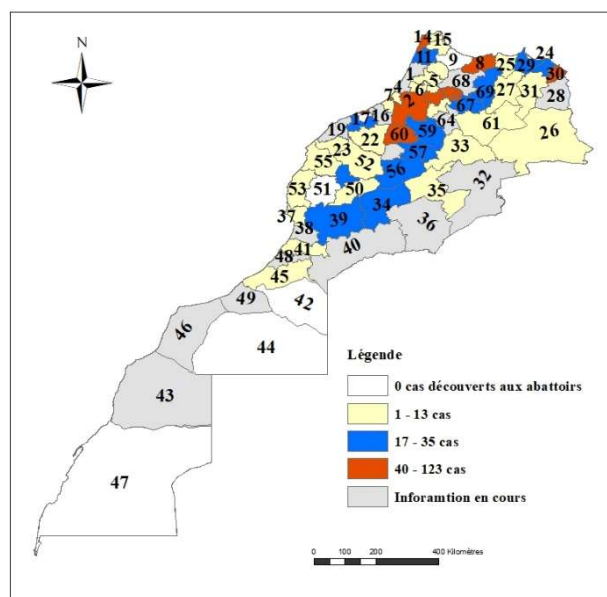 N
14 15
11 9 8 25 29 24
1 5 68 30
4 6 27 31 28
7 2 69
67
17 16
19 60 59 64 61 26
22
23 57 33
55 52 56
53 51 50 35 32
34
37 39
38 36
41 40
48
45
49 42
46
44
43
47
Légende
0 cas découverts aux abattoirs
1 - 13 cas
17 - 35 cas
40 - 123 cas
Inforamtion en cours
0 100 200 400 Kilomètres